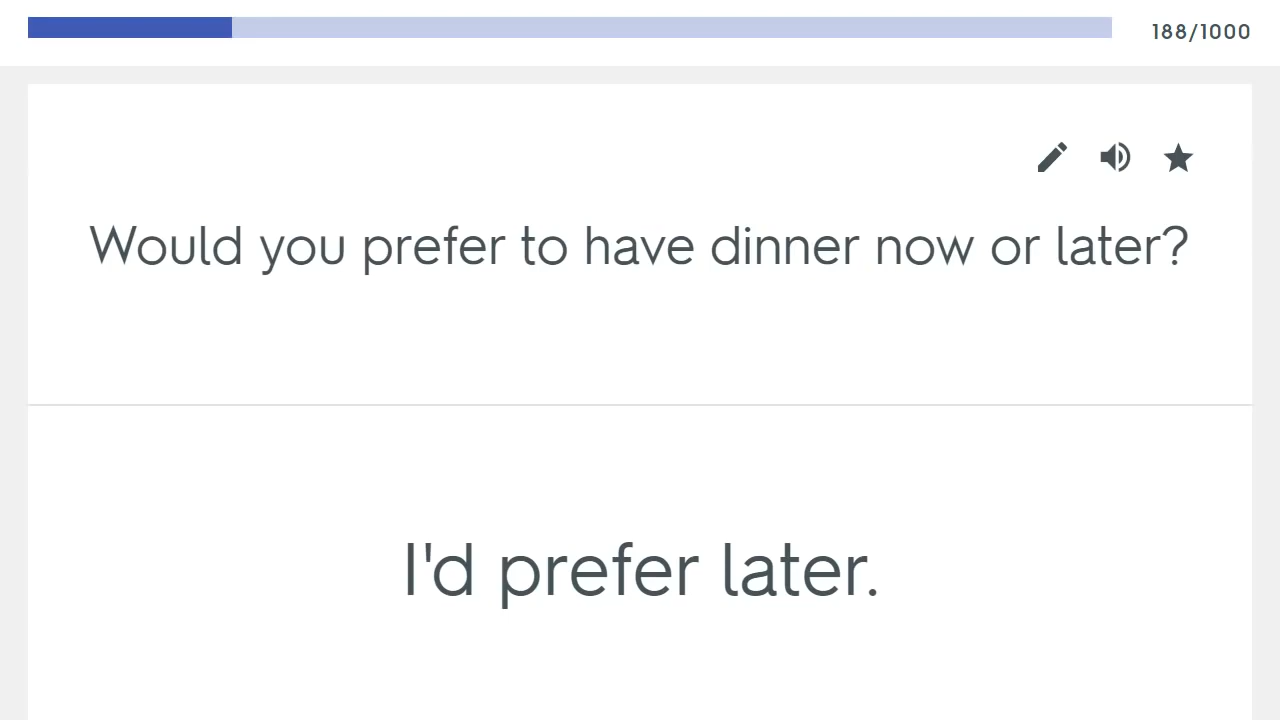 188/1000
Would you prefer to have dinner now or later?
I'd prefer later.